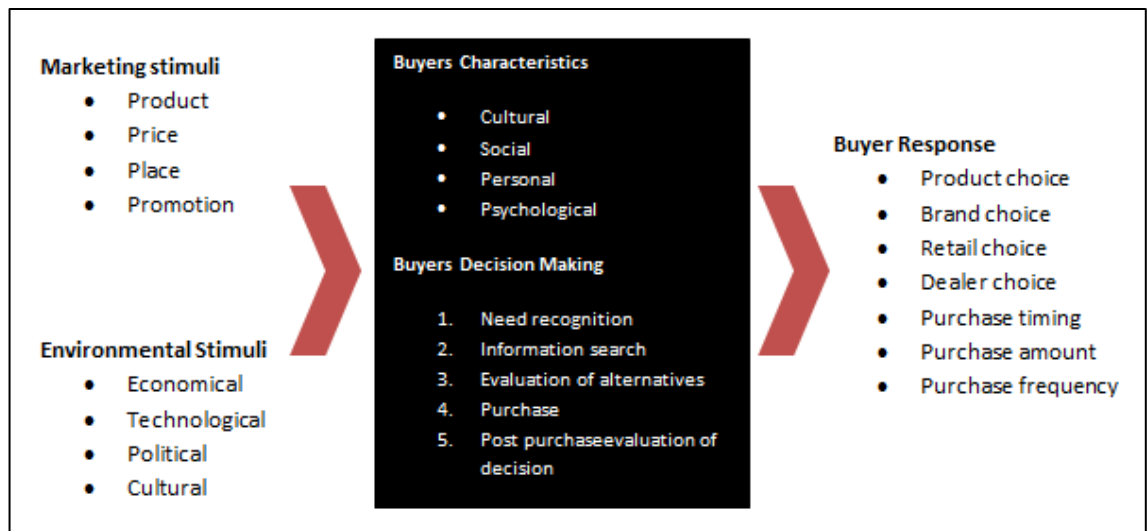 Marketing stimuli
• Product
• Price
• Place
• Promotion
Environmental Stimuli
• Economical
• Technological
• Political
• Cultural
Buyers Characteristics
• Cultural
• Social
• Personal
• Psychological
Buyers Decision Making
1. Need recognition
2. Information search
3. Evaluation of alternatives
4. Purchase
5. Post purchaseevaluation of
decision
Buyer Response
• Product choice
• Brand choice
• Retail choice
• Dealer choice
• Purchase timing
• Purchase amount
• Purchase frequency